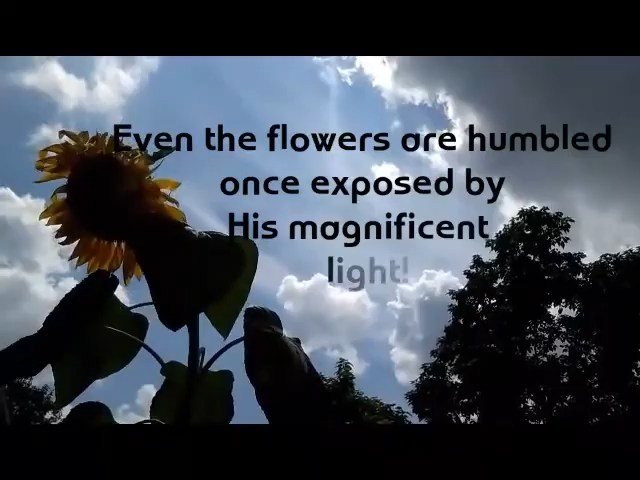 Even the flowers are humbled
once exposed by
His magnificent
light!